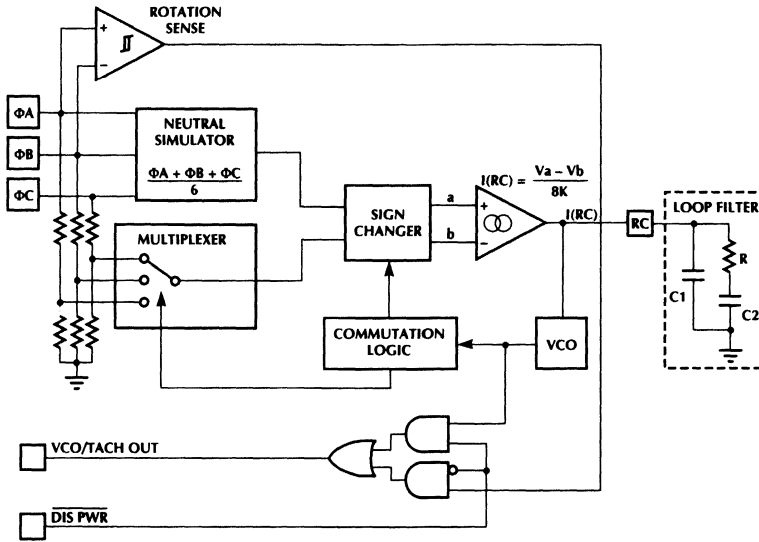 ROTATION
SENSE
ΦA
ΦB
ΦC
NEUTRAL
SIMULATOR
ΦA + ΦB + ΦC
6
MULTIPLEXER
SIGN
CHANGER
a
b
I(RC) = Va – Vb
8K
+
−
+
−
I(RC)
RC
LOOP FILTER
R
C1
C2
COMMUTATION
LOGIC
VCO
VCO/TACH OUT
DIS PWR